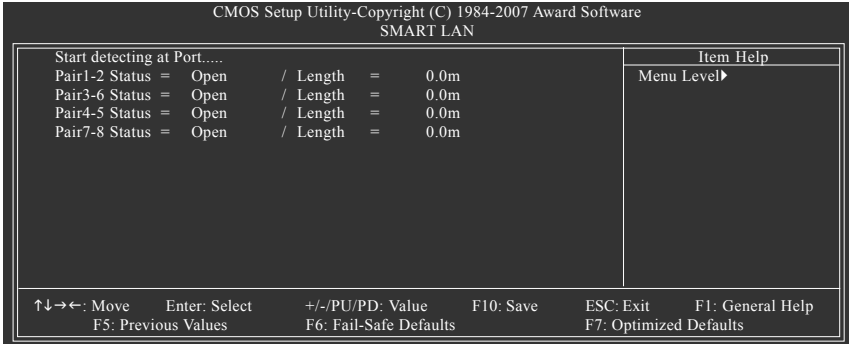 CMOS Setup Utility-Copyright (C) 1984-2007 Award Software
SMART LAN
Start detecting at Port.....
Pair1-2 Status = Open / Length = 0.0m
Pair3-6 Status = Open / Length = 0.0m
Pair4-5 Status = Open / Length = 0.0m
Pair7-8 Status = Open / Length = 0.0m
Item Help
Menu Level▶
↑↓→←: Move Enter: Select +/-/PU/PD: Value F10: Save ESC: Exit F1: General Help
F5: Previous Values F6: Fail-Safe Defaults F7: Optimized Defaults